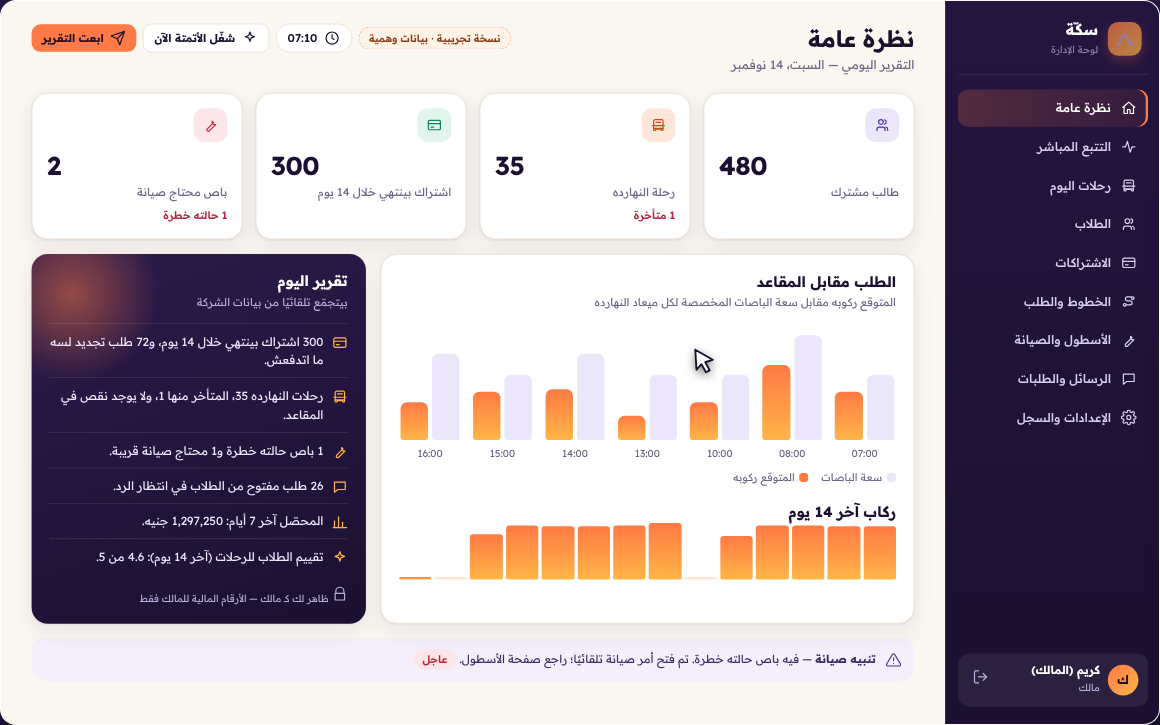 سكّة
لوحة الإدارة
نظرة عامة
التتبع المباشر
رحلات اليوم
الطلاب
الاشتراكات
الخطوط والطلب
الأسطول والصيانة
الرسائل والطلبات
الإعدادات والسجل
كريم (المالك)
مالك
ك
نظرة عامة
التقرير اليومي — السبت، 14 نوفمبر
نسخة تجريبية · بيانات وهمية
07:10
شغّل الأتمتة الآن
ابعت التقرير
480
طالب مشترك
35
رحلة النهارده
1 متأخرة
300
اشتراك بينتهي خلال 14 يوم
2
باص محتاج صيانة
1 حالته خطرة
الطلب مقابل المقاعد
المتوقع ركوبه مقابل سعة الباصات المخصصة لكل ميعاد النهارده
07:00
08:00
10:00
13:00
14:00
15:00
16:00
سعة الباصات
المتوقع ركوبه
ركاب آخر 14 يوم
تقرير اليوم
بيتجمّع تلقائيًا من بيانات الشركة
300 اشتراك بينتهي خلال 14 يوم، و72 طلب تجديد لسه
ما اتدفعش.
رحلات النهارده 35، المتأخر منها 1، ولا يوجد نقص في
المقاعد.
1 باص حالته خطرة و1 محتاج صيانة قريبة.
26 طلب مفتوح من الطلاب في انتظار الرد.
المحصّل آخر 7 أيام: 1,297,250 جنيه.
تقييم الطلاب للرحلات (آخر 14 يوم): 4.6 من 5.
ظاهر لك كـ مالك — الأرقام المالية للمالك فقط
تنبيه صيانة — فيه باص حالته خطرة. تم فتح أمر صيانة تلقائيًا؛ راجع صفحة الأسطول.
عاجل